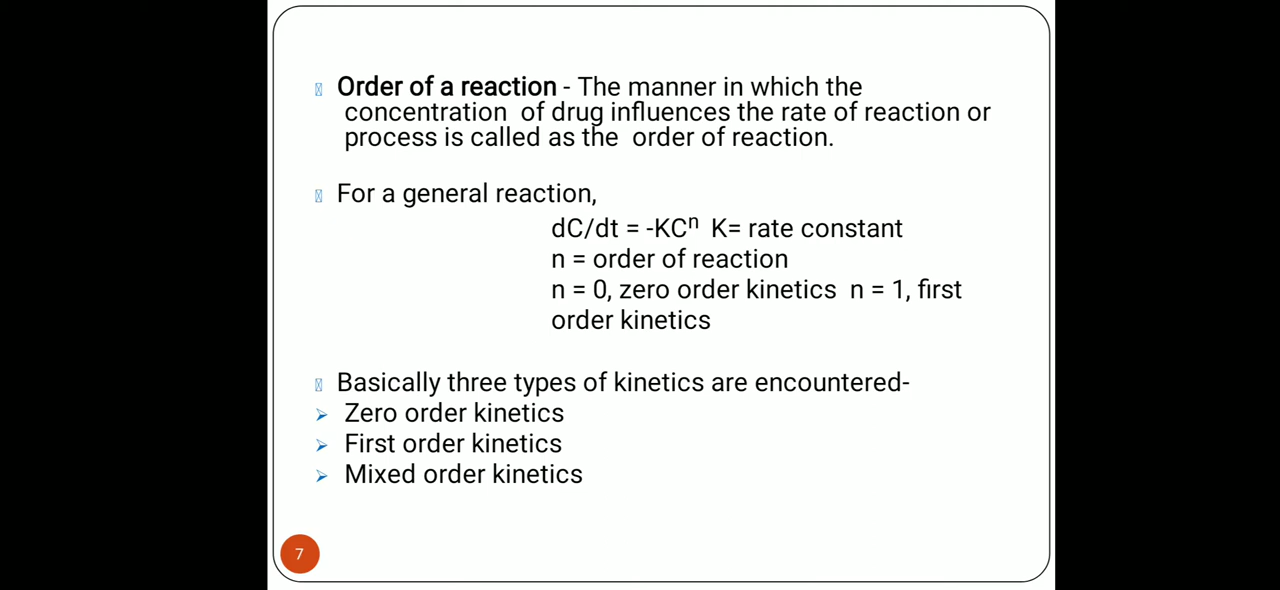 Order of a reaction - The manner in which the
concentration of drug influences the rate of reaction or
process is called as the order of reaction.
For a general reaction,
dC/dt = -KCⁿ K= rate constant
n = order of reaction
n = 0, zero order kinetics n = 1, first
order kinetics
Basically three types of kinetics are encountered-
➢ Zero order kinetics
➢ First order kinetics
➢ Mixed order kinetics
7